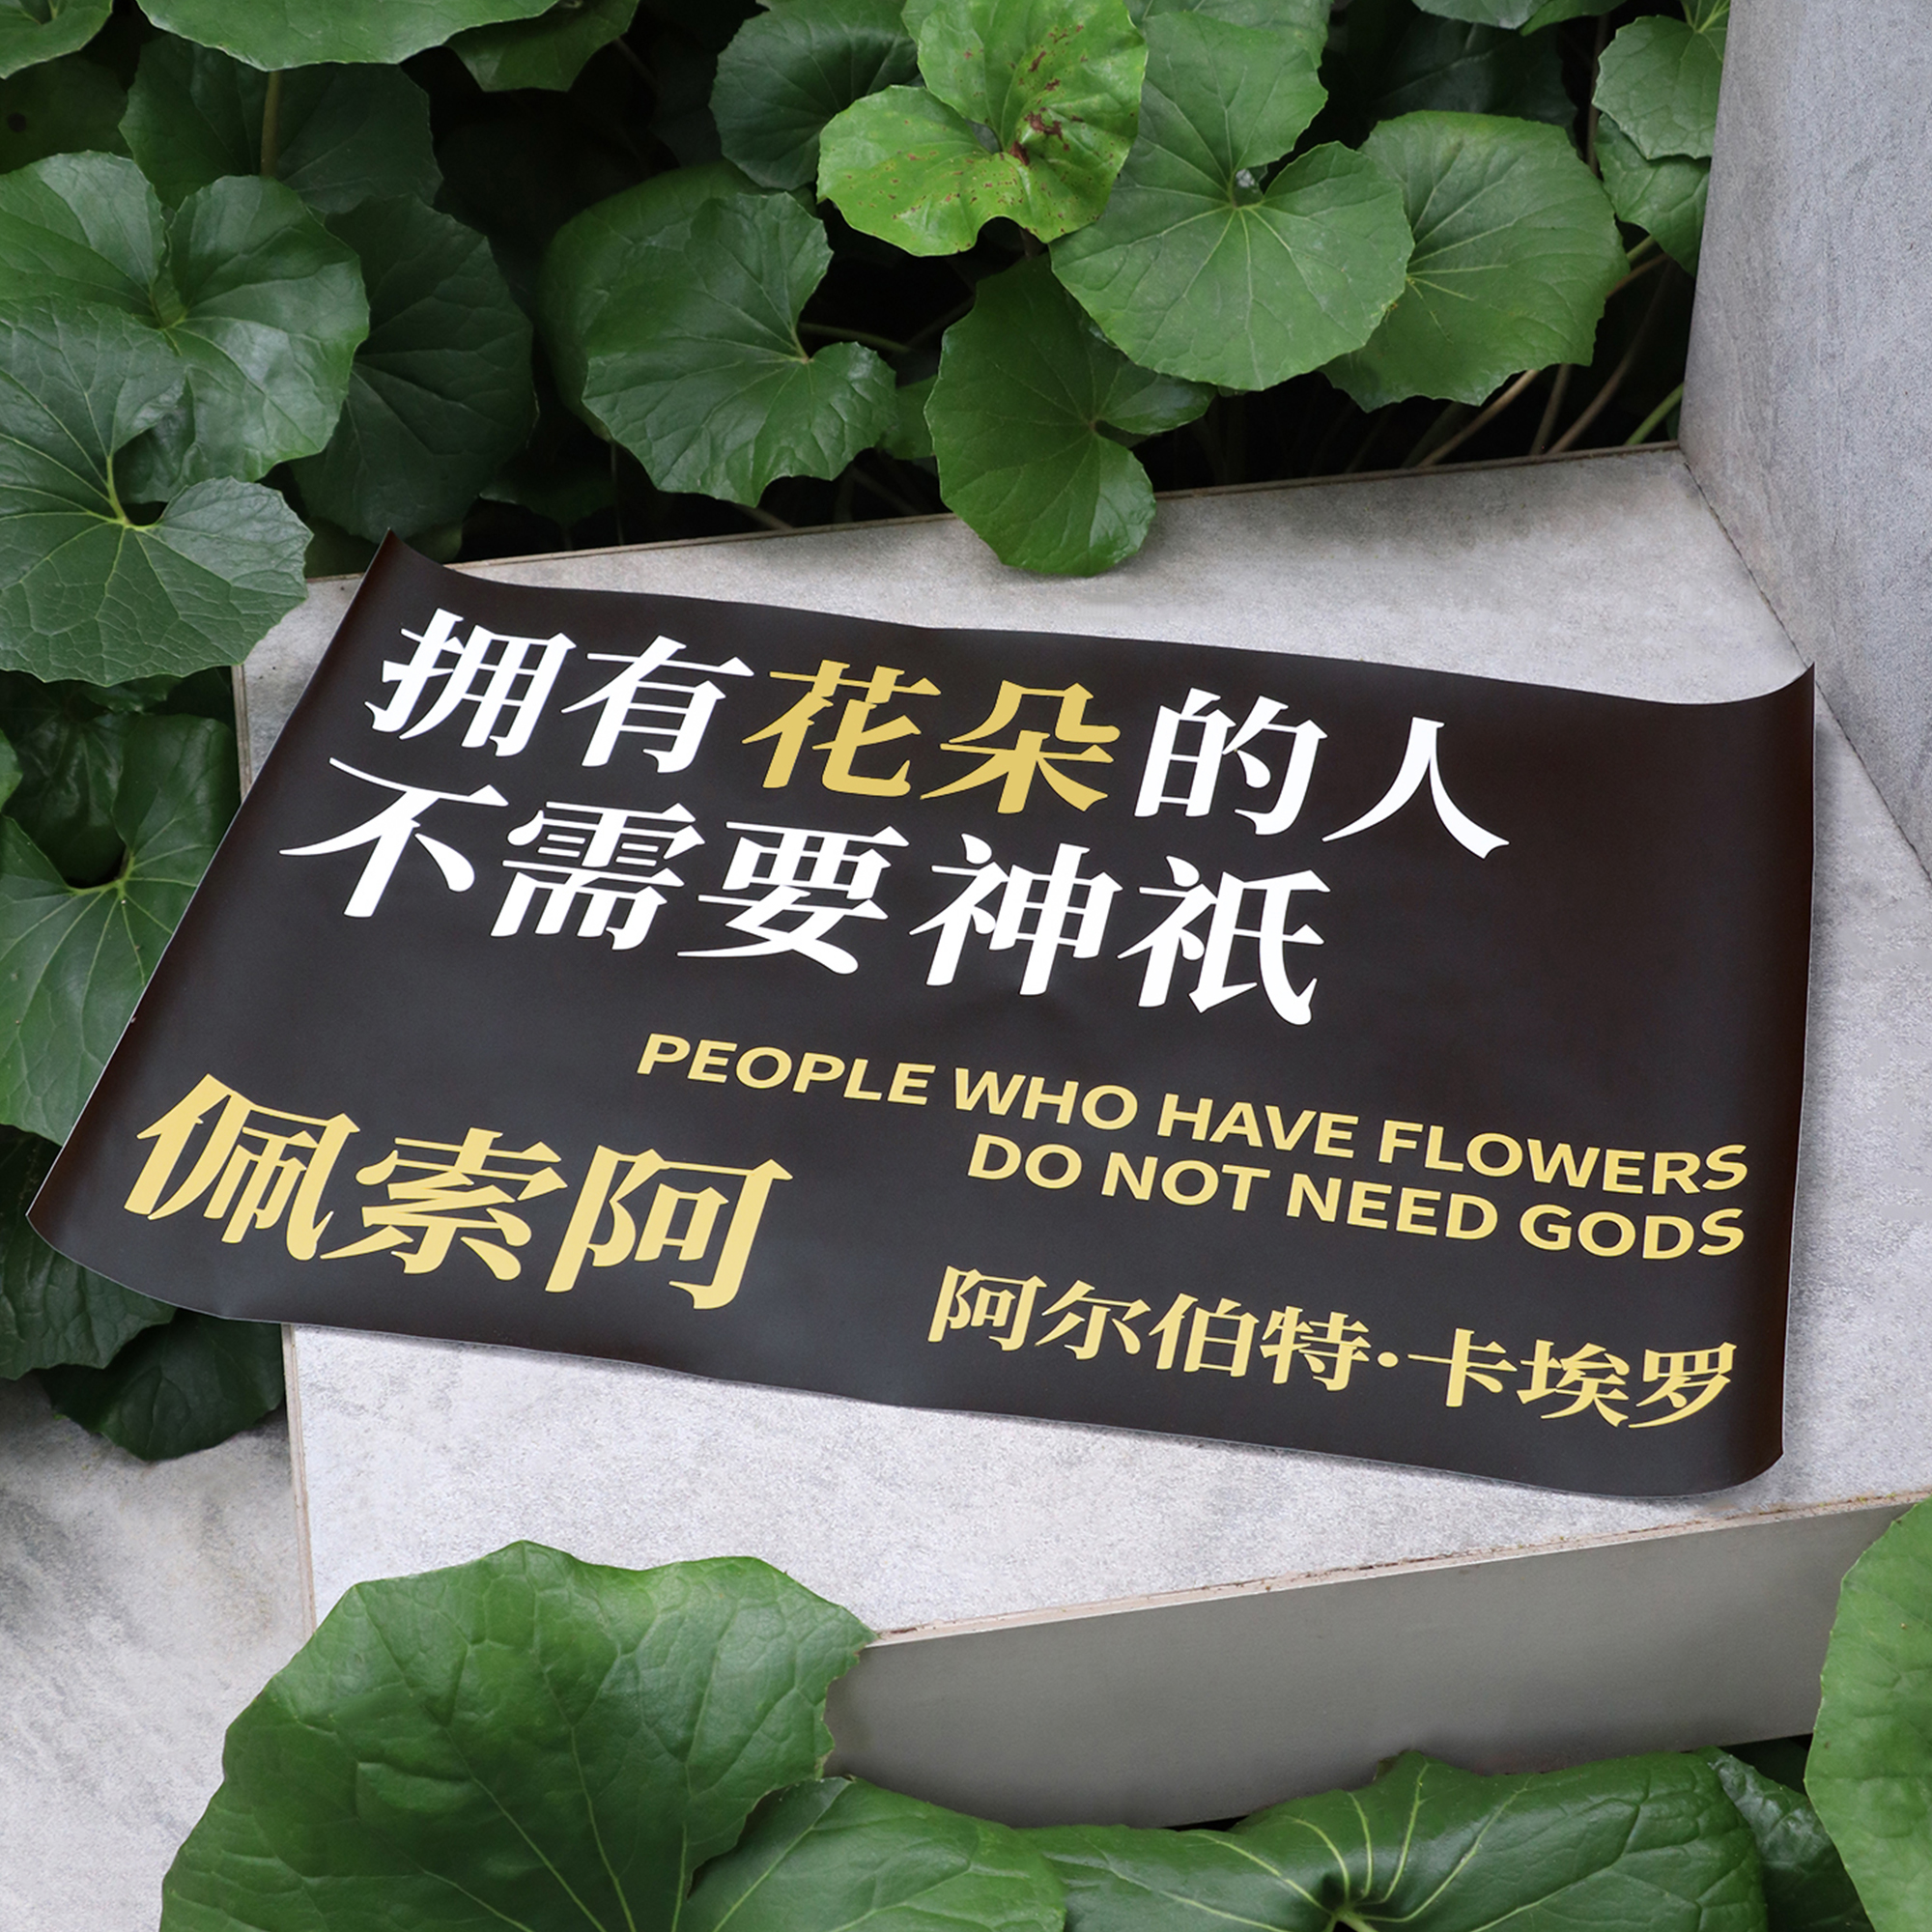 拥有花朵的人
不需要神祇
PEOPLE WHO HAVE FLOWERS
DO NOT NEED GODS
佩索阿
阿尔伯特·卡埃罗